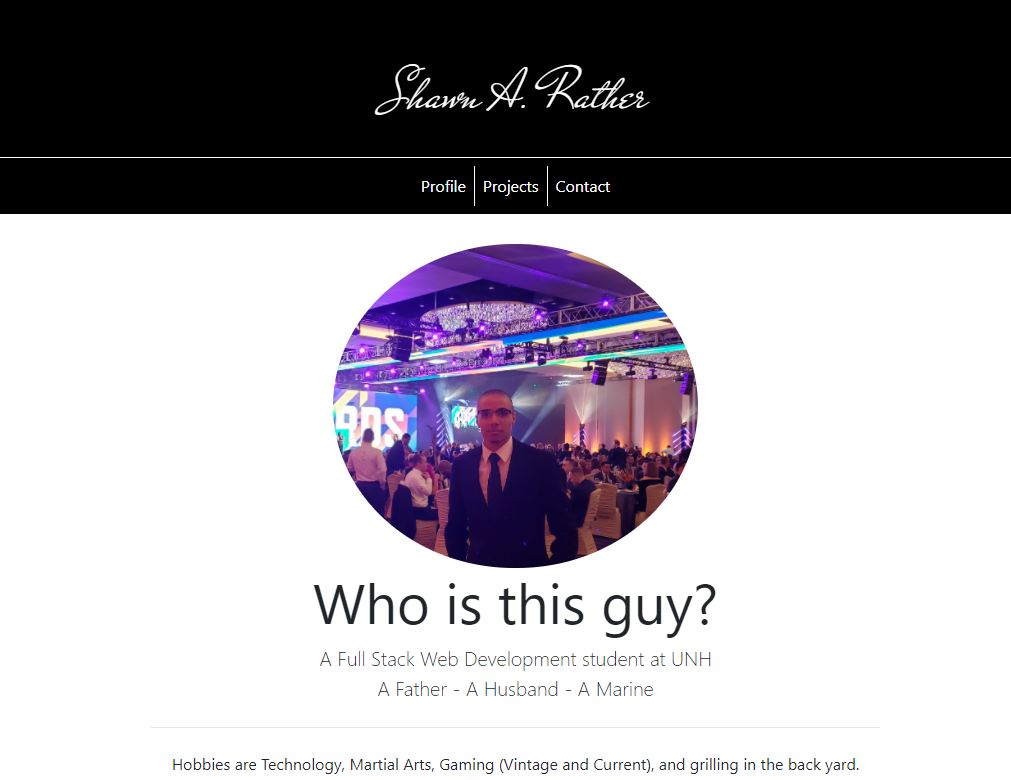 Shawn A. Rather
Profile
Projects
Contact
RDS
Who is this guy?
A Full Stack Web Development student at UNH
A Father - A Husband - A Marine
Hobbies are Technology, Martial Arts, Gaming (Vintage and Current), and grilling in the back yard.